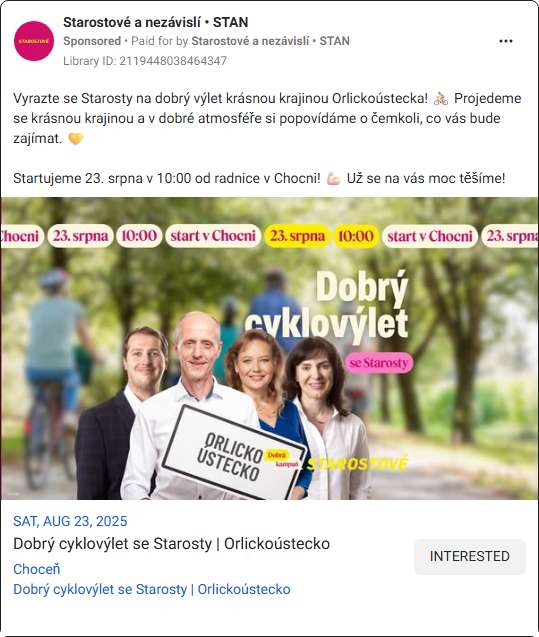 Starostové a nezávislí • STAN
Sponsored • Paid for by Starostové a nezávislí • STAN
Library ID: 2119448038464347
Vyrazte se Starosty na dobrý výlet krásnou krajinou Orlickoústecka! 🚴🏼 Projedeme
se krásnou krajinou a v dobré atmosféře si popovídáme o čemkoli, co vás bude
zajímat. 🧡
Startujeme 23. srpna v 10:00 od radnice v Chocni! 💪🏻 Už se na vás moc těšíme!
Chocni 23. srpna 10:00 start v Chocni 23. srpna 10:00 start v Chocni 23. srpna
Dobrý
cyklovýlet
se Starosty
ORLICKO
ÚSTECKO
Dobrá
kampaň
STAROSTOVÉ
SAT, AUG 23, 2025
Dobrý cyklovýlet se Starosty | Orlickoústecko
Choceň
Dobrý cyklovýlet se Starosty | Orlickoústecko
INTERESTED